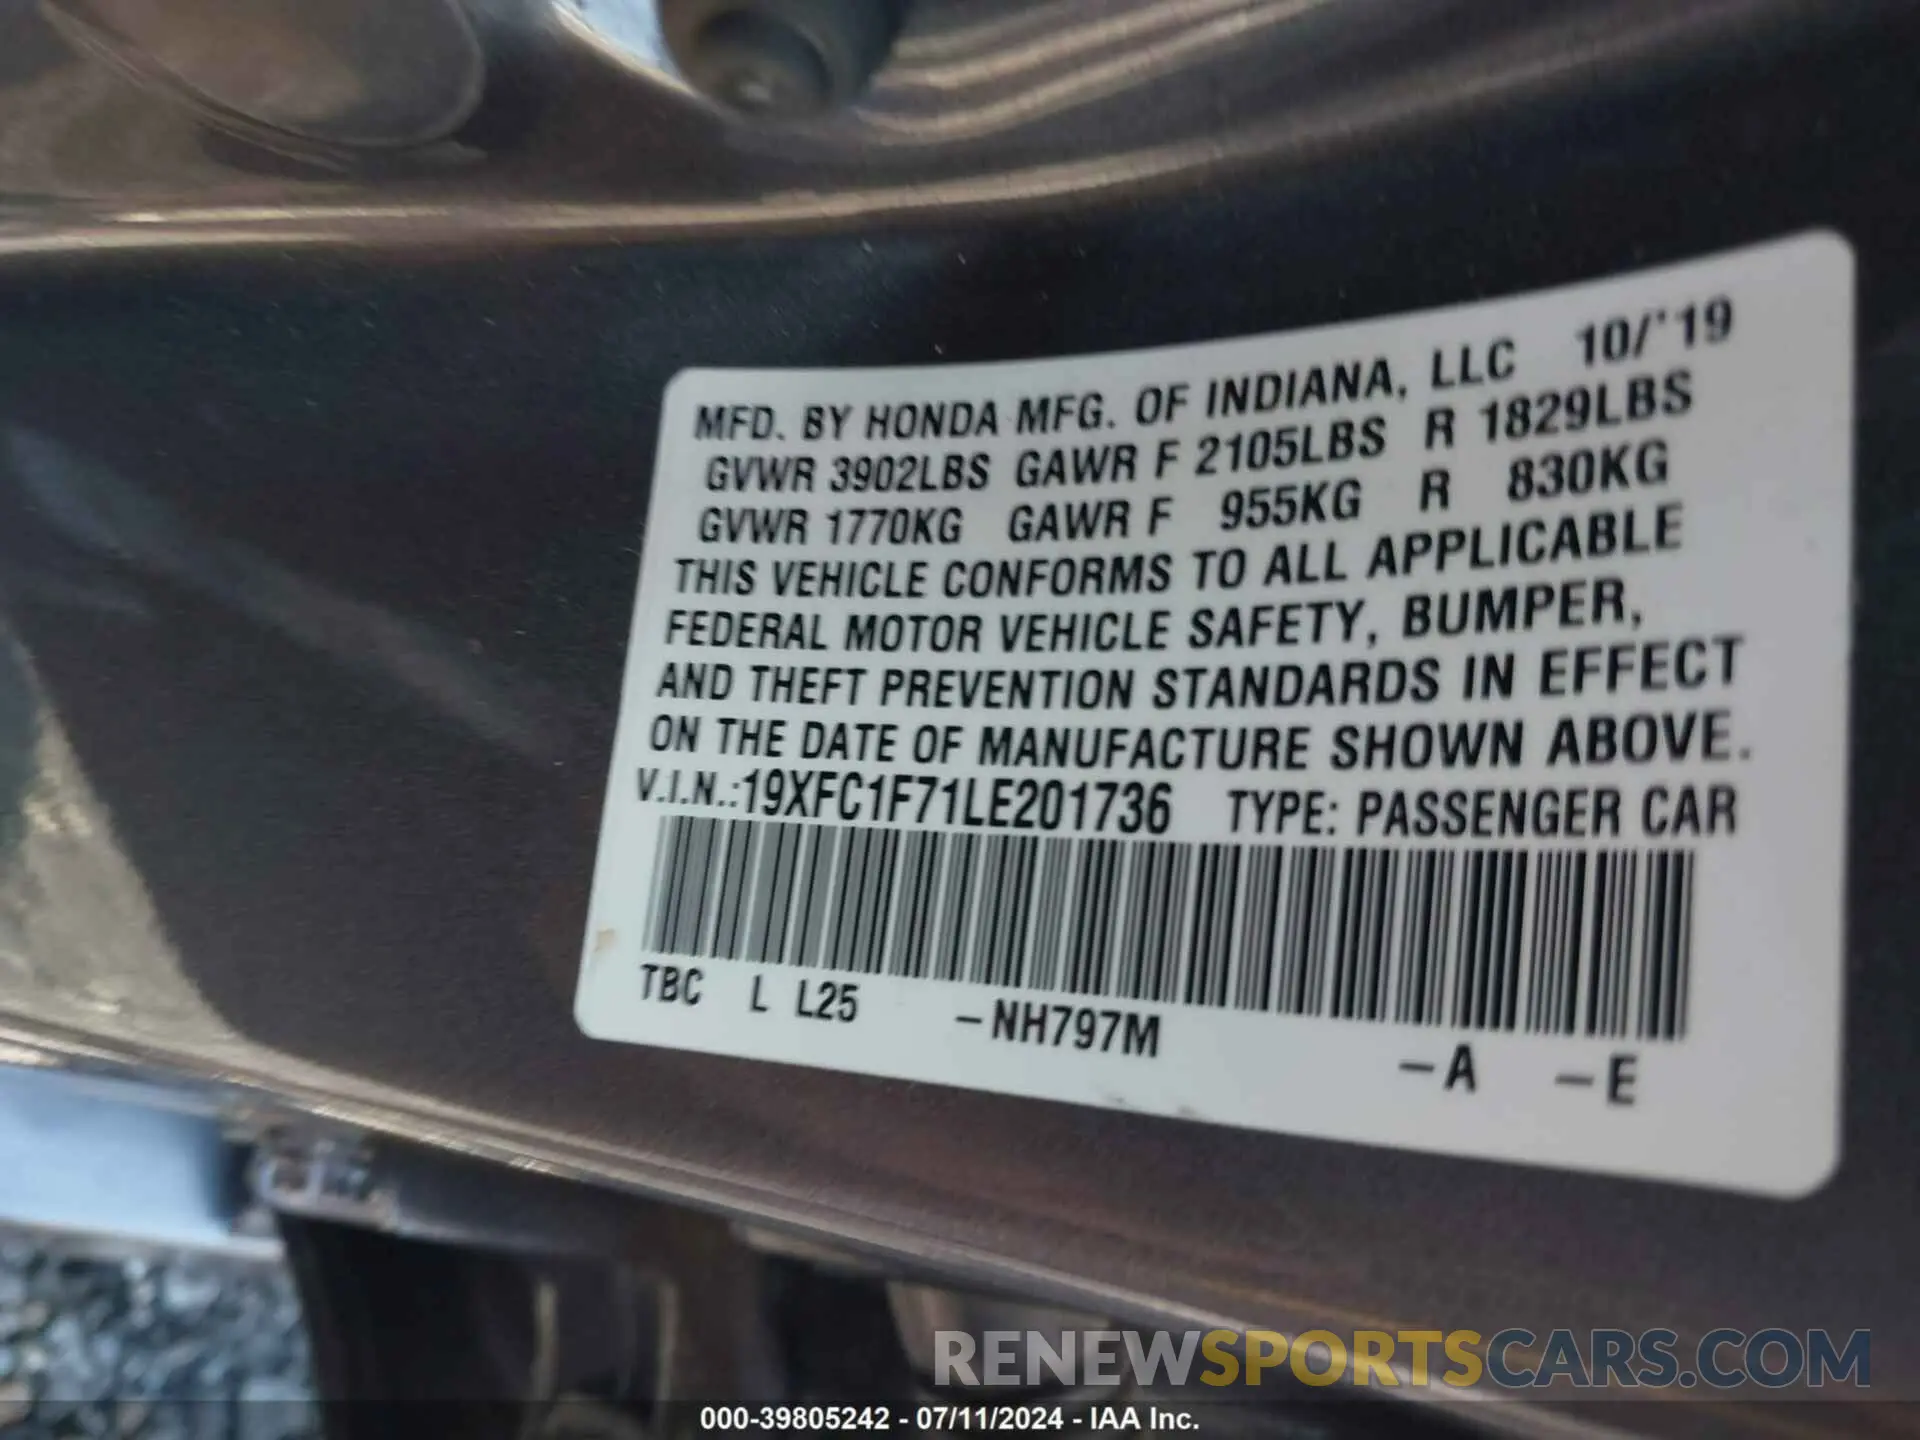 MFD. BY HONDA MFG. OF INDIANA, LLC 10/'19
GVWR 3902LBS GAWR F 2105LBS R 1829LBS
GVWR 1770KG GAWR F 955KG R 830KG
THIS VEHICLE CONFORMS TO ALL APPLICABLE
FEDERAL MOTOR VEHICLE SAFETY, BUMPER,
AND THEFT PREVENTION STANDARDS IN EFFECT
ON THE DATE OF MANUFACTURE SHOWN ABOVE.
V.I.N.:19XFC1F71LE201736 TYPE: PASSENGER CAR
TBC L L25 -NH797M -A -E
RENEWSPORTSCARS.COM
000-39805242 - 07/11/2024 - IAA Inc.